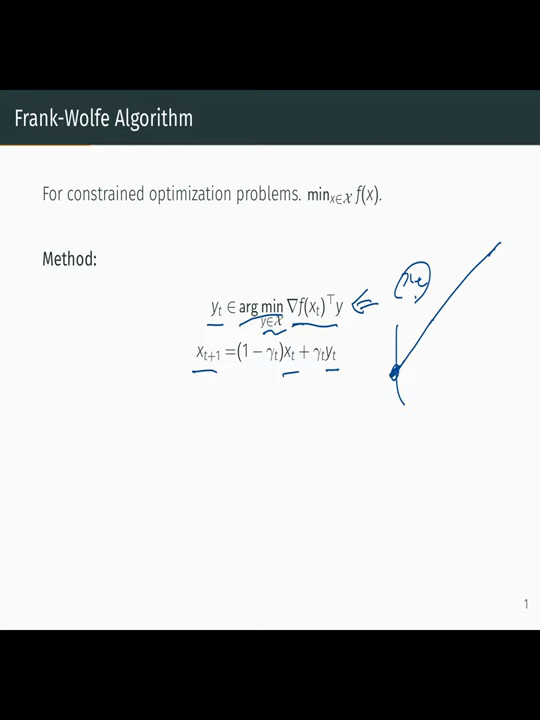 Frank-Wolfe Algorithm
For constrained optimization problems. min_{x∈𝒳} f(x).
Method:
y_t ∈ arg min_{y∈𝒳} ∇f(x_t)^⊤ y
x_{t+1} = (1 − γ_t)x_t + γ_t y_t
1